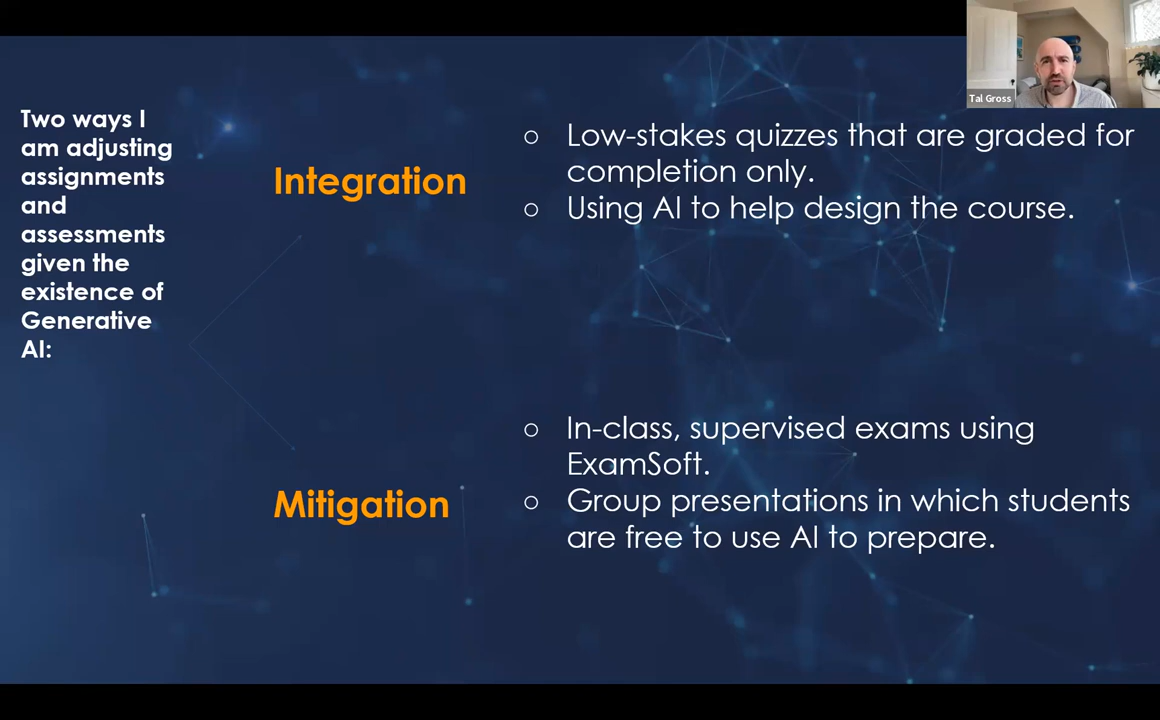 Tal Gross
Two ways I
am adjusting
assignments
and
assessments
given the
existence of
Generative
AI:
Integration
○ Low-stakes quizzes that are graded for
completion only.
○ Using AI to help design the course.
Mitigation
○ In-class, supervised exams using
ExamSoft.
○ Group presentations in which students
are free to use AI to prepare.